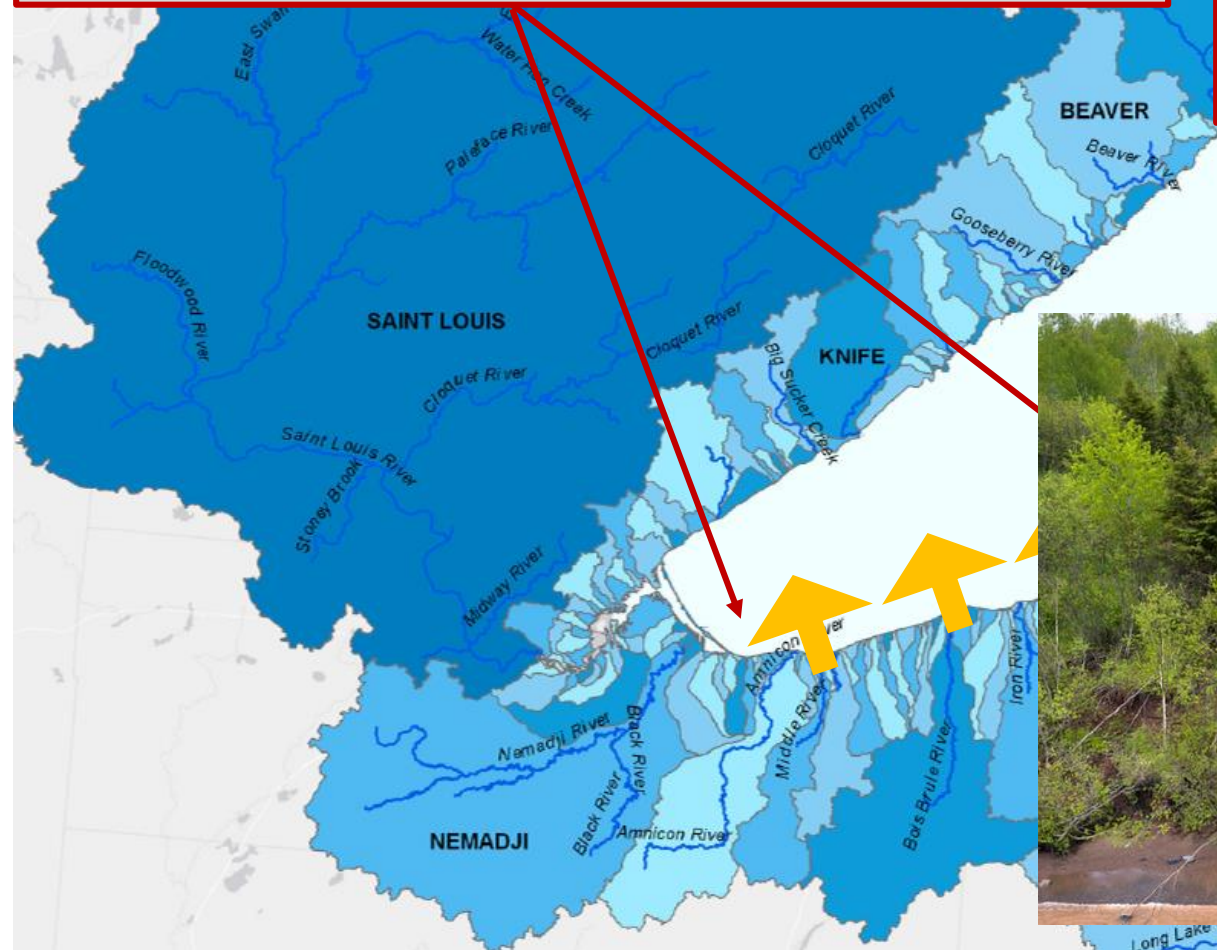 East Swan
Water Hen Creek
Paleface River
Cloquet River
BEAVER
Beaver River
Gooseberry River
Floodwood River
SAINT LOUIS
Cloquet River
KNIFE
Big Sucker Creek
Cloquet River
Saint Louis River
Stoney Brook
Midway River
Amnicon River
Iron River
Nemadji River
Black River
Middle River
Bois Brule River
Black River
Amnicon River
NEMADJI
Long Lake